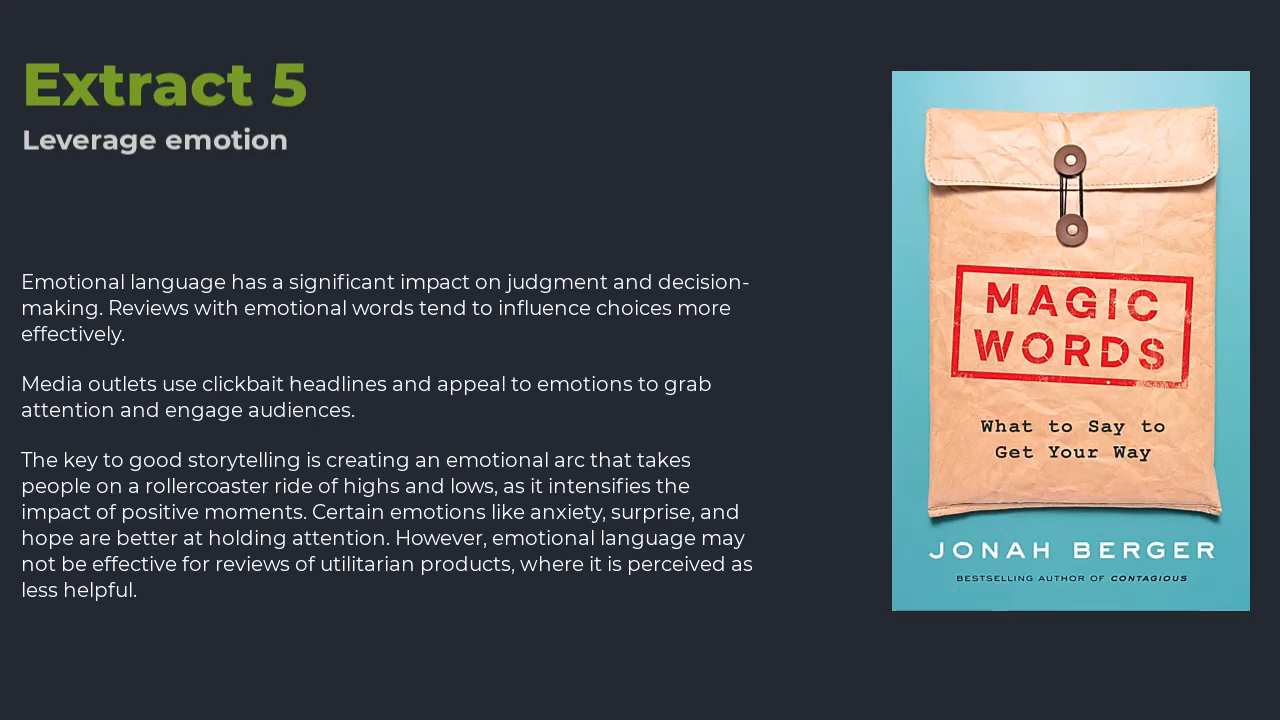 Extract 5
Leverage emotion
Emotional language has a significant impact on judgment and decision-
making. Reviews with emotional words tend to influence choices more
effectively.
Media outlets use clickbait headlines and appeal to emotions to grab
attention and engage audiences.
The key to good storytelling is creating an emotional arc that takes
people on a rollercoaster ride of highs and lows, as it intensifies the
impact of positive moments. Certain emotions like anxiety, surprise, and
hope are better at holding attention. However, emotional language may
not be effective for reviews of utilitarian products, where it is perceived as
less helpful.
MAGIC
WORDS
What to Say to
Get Your Way
JONAH BERGER
BESTSELLING AUTHOR OF CONTAGIOUS